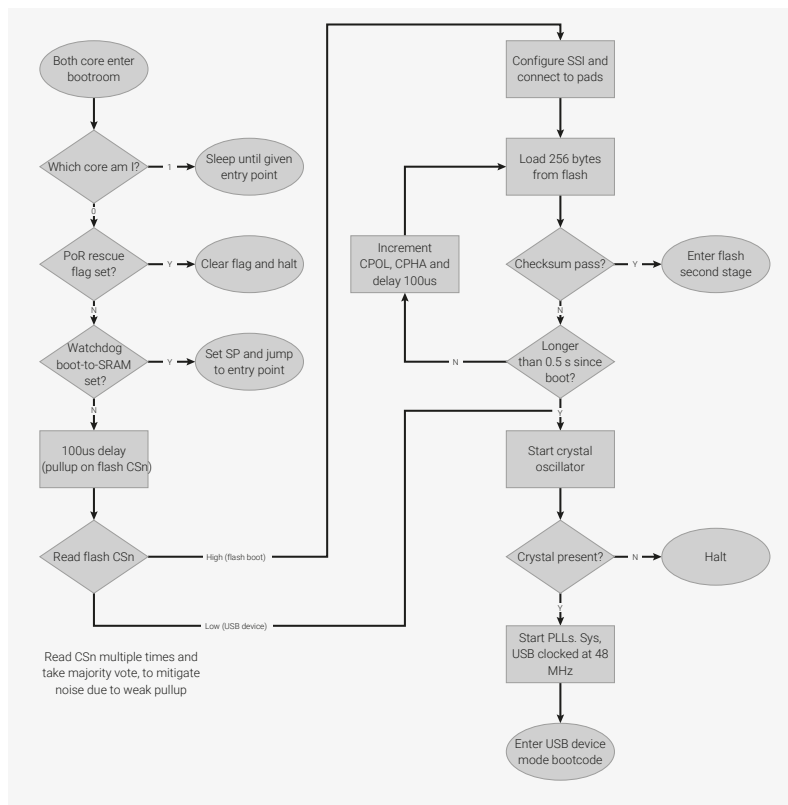 Both core enter
bootroom
Which core am I?
1
Sleep until given
entry point
0
PoR rescue
flag set?
Y
Clear flag and halt
N
Watchdog
boot-to-SRAM
set?
Y
Set SP and jump
to entry point
N
100us delay
(pullup on flash CSn)
Read flash CSn
High (flash boot)
Low (USB device)
Read CSn multiple times and
take majority vote, to mitigate
noise due to weak pullup
Configure SSI and
connect to pads
Load 256 bytes
from flash
Increment
CPOL, CPHA and
delay 100us
Checksum pass?
Y
Enter flash
second stage
N
Longer
than 0.5 s since
boot?
N
Y
Start crystal
oscillator
Crystal present?
N
Halt
Y
Start PLLs. Sys,
USB clocked at 48
MHz
Enter USB device
mode bootcode